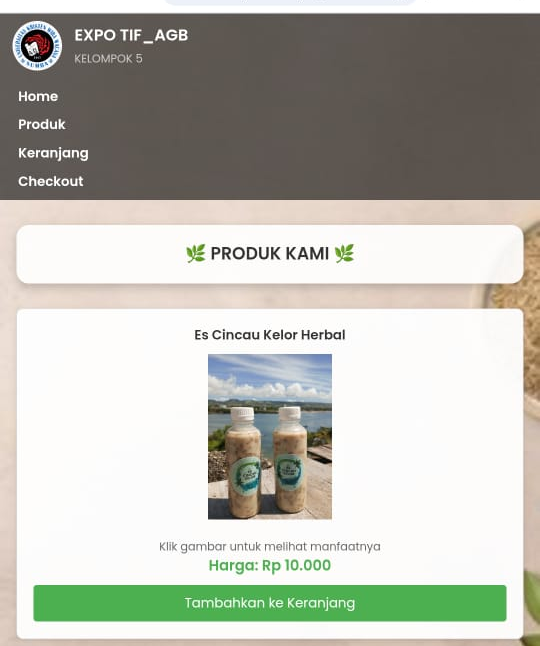 EXPO TIF_AGB
KELOMPOK 5
Home
Produk
Keranjang
Checkout
🌿 PRODUK KAMI 🌿
Es Cincau Kelor Herbal
Klik gambar untuk melihat manfaatnya
Harga: Rp 10.000
Tambahkan ke Keranjang